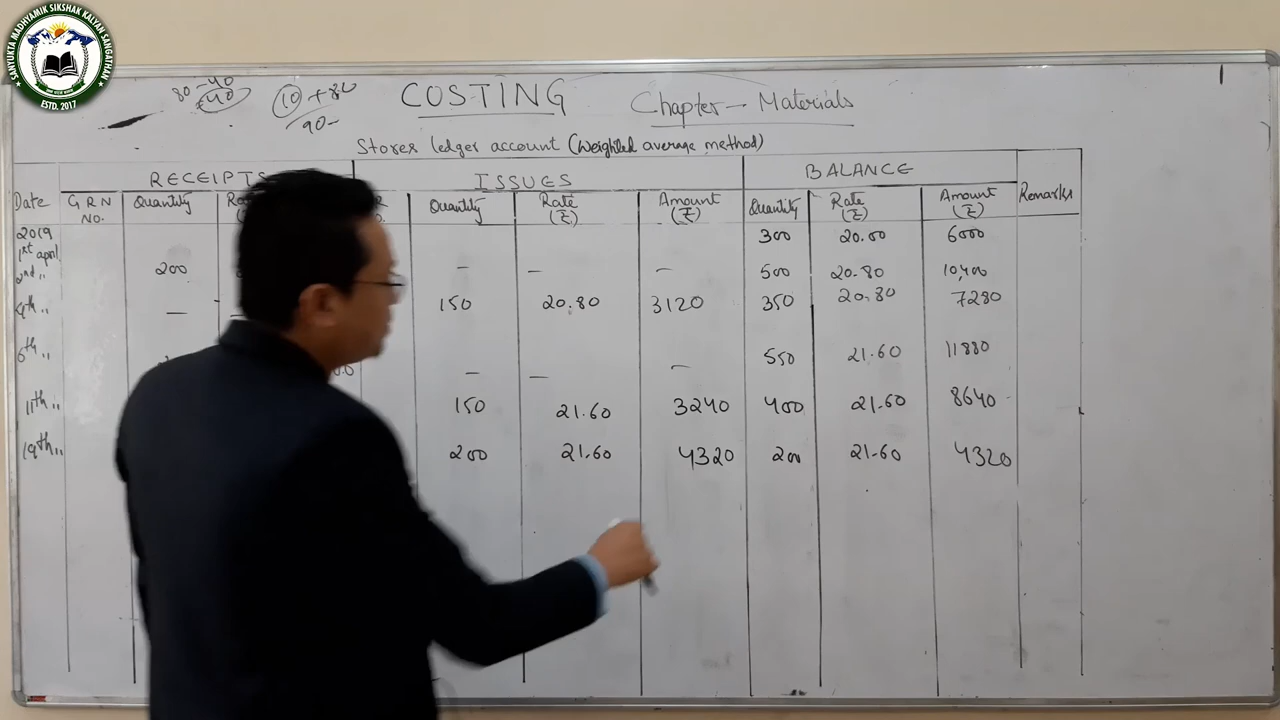 SANYUKTA MADHYAMIK SIKSHAK KALYAN SANGATHAN
ESTD. 2017
80-40
40
10 + 80
90-
COSTING Chapter - Materials
Stores ledger account (Weighted average method)
RECEIPTS ISSUES BALANCE
Date GRN No. Quantity Quantity Rate (₹) Amount (₹) Quantity Rate (₹) Amount (₹) Remarks
2019
1st april 300 20.00 6000
2nd " 200 - - - 500 20.80 10,400
4th " - 150 20.80 3120 350 20.80 7280
6th " - - - 550 21.60 11880
11th " 150 21.60 3240 400 21.60 8640
19th " 200 21.60 4320 200 21.60 4320